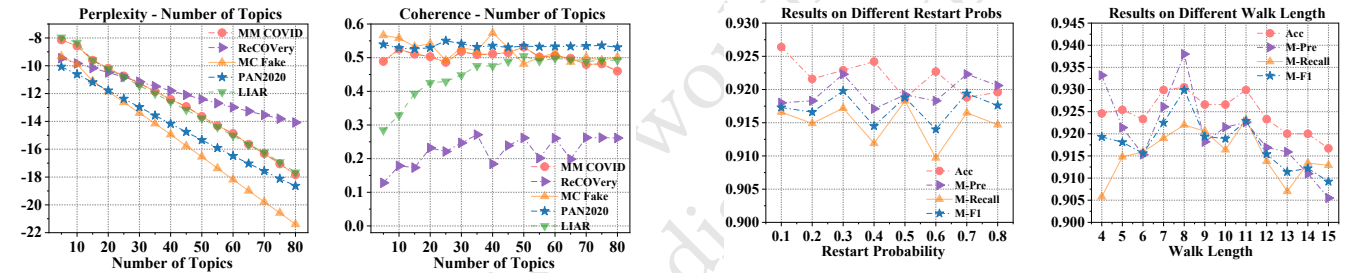 Perplexity - Number of Topics
-8
-10
-12
-14
-16
-18
-20
-22
MM COVID
ReCOVery
MC Fake
PAN2020
LIAR
0 10 20 30 40 50 60 70 80
Number of Topics
Coherence - Number of Topics
0.6
0.5
0.4
0.3
0.2
0.1
0.0
MM COVID
ReCOVery
MC Fake
PAN2020
LIAR
0 10 20 30 40 50 60 70 80
Number of Topics
Results on Different Restart Probs
0.930
0.925
0.920
0.915
0.910
0.905
0.900
Acc
M-Pre
M-Recall
M-F1
0.1 0.2 0.3 0.4 0.5 0.6 0.7 0.8
Restart Probability
Results on Different Walk Length
0.945
0.940
0.935
0.930
0.925
0.920
0.915
0.910
0.905
0.900
Acc
M-Pre
M-Recall
M-F1
4 5 6 7 8 9 10 11 12 13 14 15
Walk Length